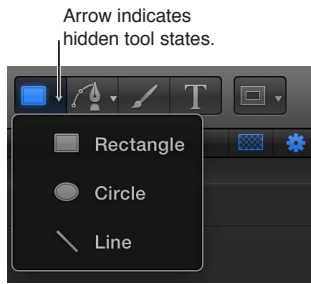 Arrow indicates
hidden tool states.
T
Rectangle
Circle
Line